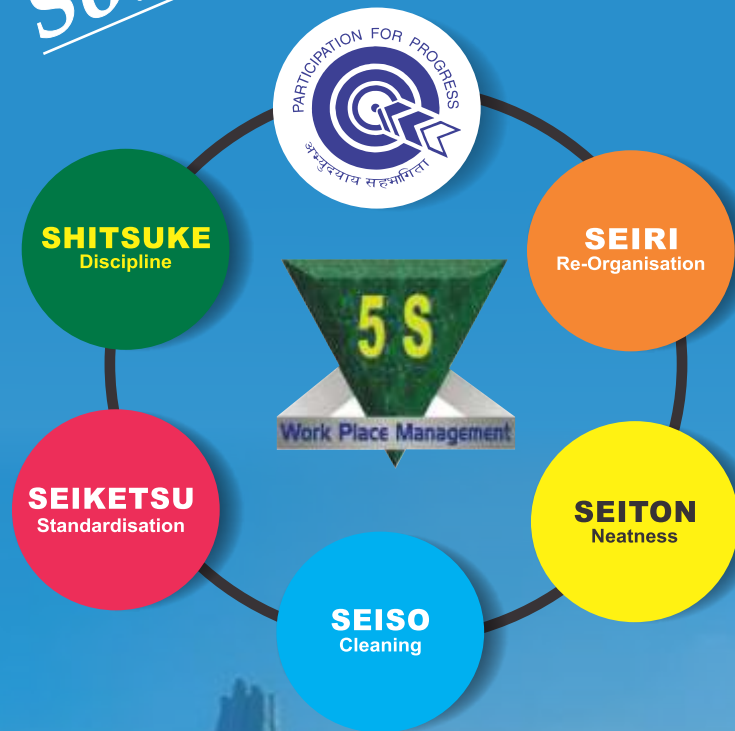 PARTICIPATION FOR PROGRESS
अभ्युदयाय सहभागिता
SHITSUKE
Discipline
SEIRI
Re-Organisation
5 S
Work Place Management
SEIKETSU
Standardisation
SEITON
Neatness
SEISO
Cleaning